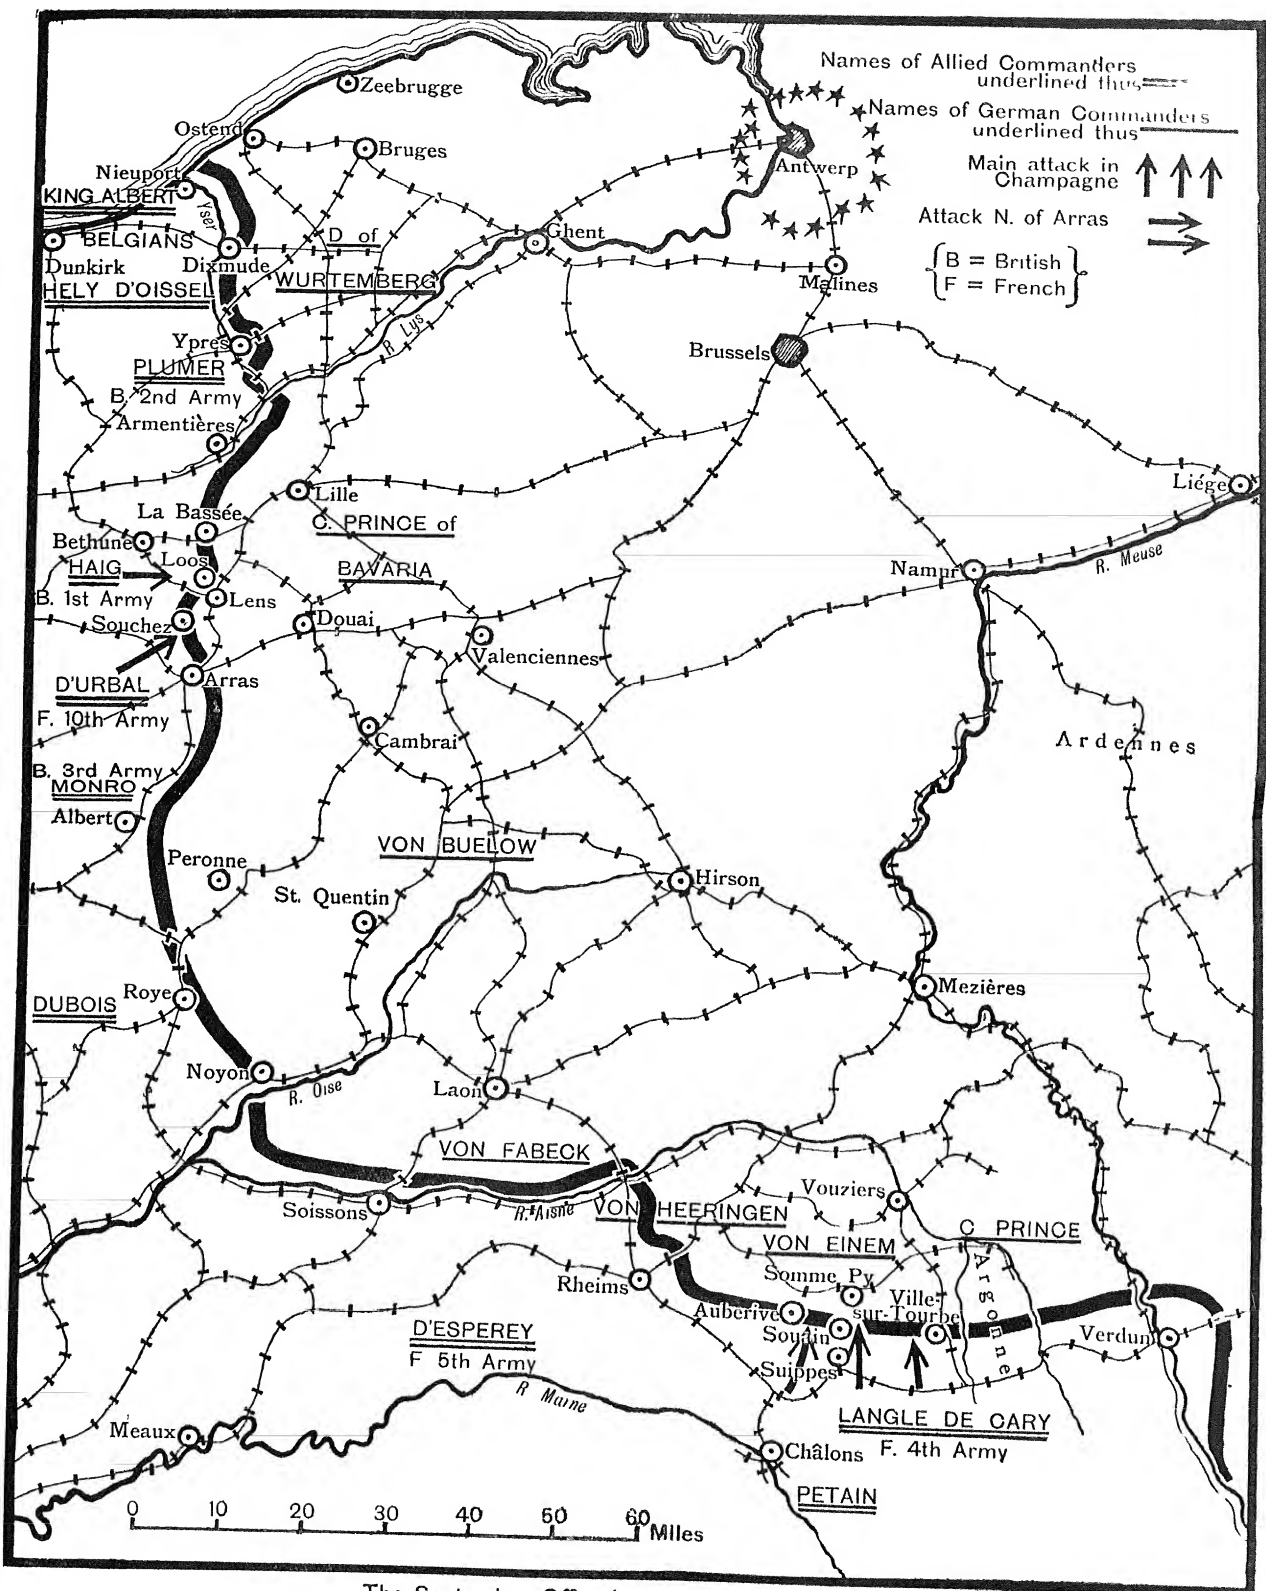 Names of Allied Commanders
underlined thus
Names of German Commanders
underlined thus
Main attack in
Champagne
Attack N. of Arras
B = British
F = French
Zeebrugge
Ostend
Bruges
Nieuport
KING ALBERT
Yser
Antwerp
BELGIANS
D of
Ghent
Dunkirk
Dixmude
WURTEMBERG
Malines
HELY D'OISSEL
R Lys
Ypres
Brussels
PLUMER
B. 2nd Army
Armentières
Liége
Lille
La Bassée
C. PRINCE of
Bethune
Loos
BAVARIA
Namur
R. Meuse
HAIG
B. 1st Army
Lens
Souchez
Douai
Valenciennes
Arras
D'URBAL
F. 10th Army
Cambrai
Ardennes
B. 3rd Army
MONRO
Albert
VON BUELOW
Peronne
Hirson
St. Quentin
Roye
Mezières
DUBOIS
Noyon
R. Oise
Laon
VON FABECK
Vouziers
Soissons
R. Aisne
VON HEERINGEN
C PRINCE
VON EINEM
Argonne
Rheims
Somme Py
Auberive
Ville-
sur-Tourbe
Souain
Verdun
D'ESPEREY
F 5th Army
Suippes
R Marne
LANGLE DE CARY
F. 4th Army
Meaux
Châlons
PETAIN
0 10 20 30 40 50 60 Miles